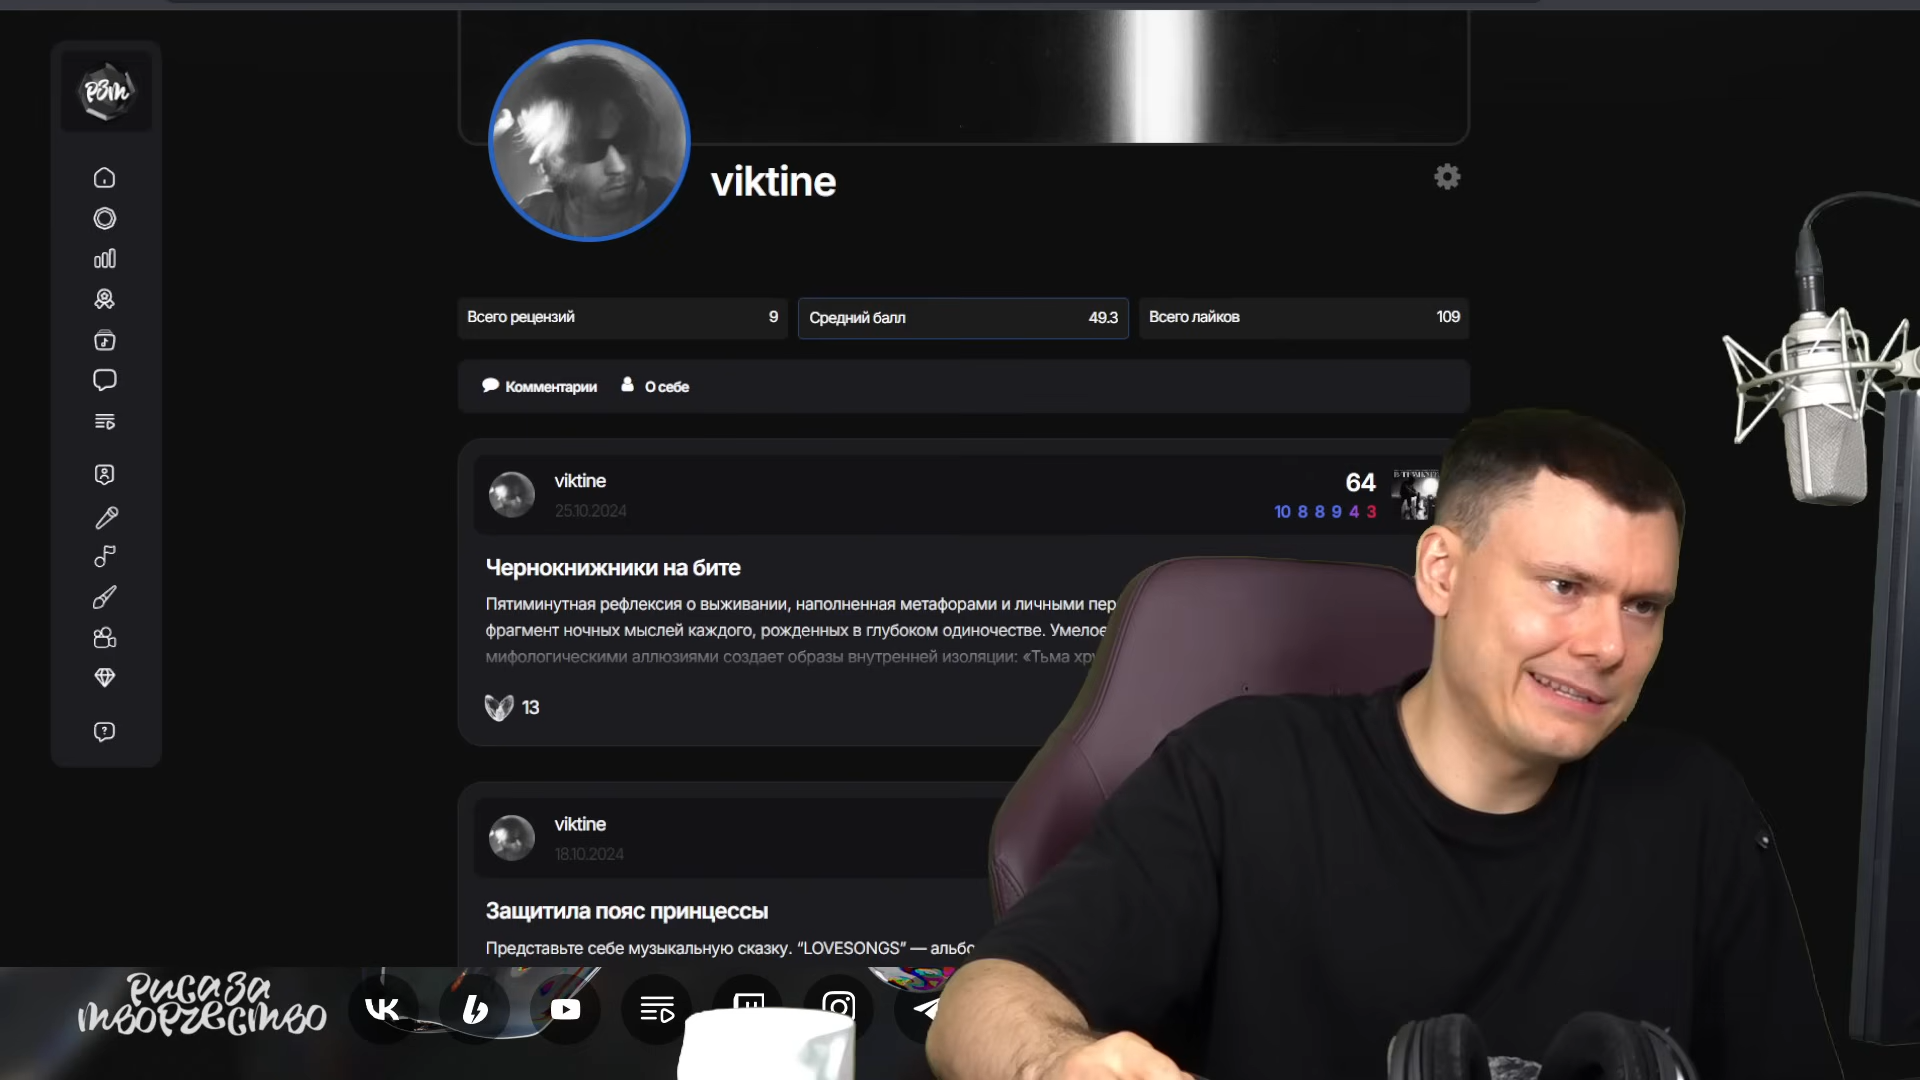 РЗТ
viktine
Всего рецензий 9
Средний балл 49.3
Всего лайков 109
Комментарии О себе
viktine
25.10.2024
64
10 8 8 9 4 3
Чернокнижники на бите
Пятиминутная рефлексия о выживании, наполненная метафорами и личными пер
фрагмент ночных мыслей каждого, рожденных в глубоком одиночестве. Умелое
мифологическими аллюзиями создает образы внутренней изоляции: «Тьма хру
13
viktine
18.10.2024
Защитила пояс принцессы
Представьте себе музыкальную сказку. “LOVESONGS” — альбо
риса за
творчество